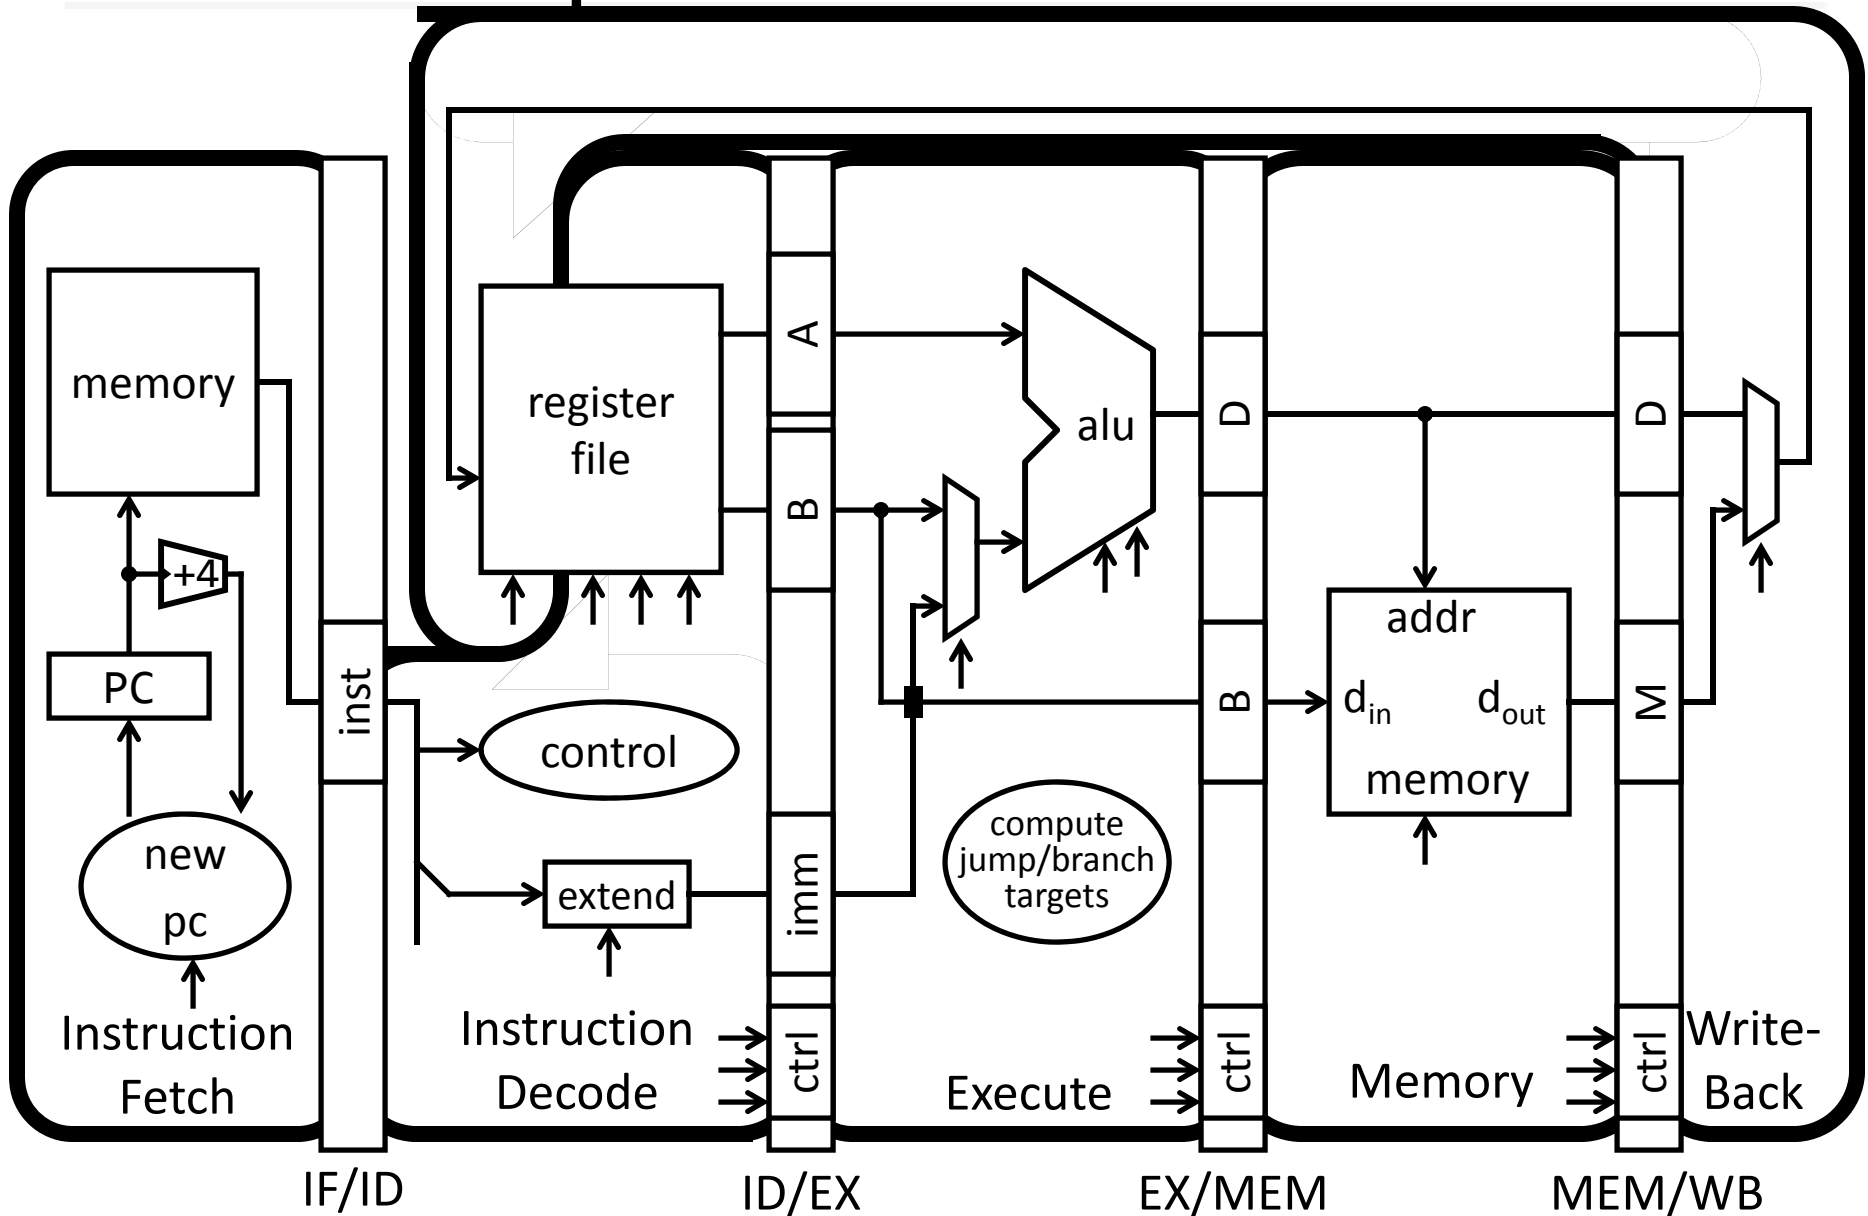 memory
+4
PC
new
pc
Instruction
Fetch
inst
IF/ID
register
file
control
extend
Instruction
Decode
A
B
imm
ctrl
ID/EX
alu
compute
jump/branch
targets
Execute
D
B
ctrl
EX/MEM
addr
d_in d_out
memory
Memory
D
M
ctrl
MEM/WB
Write-
Back